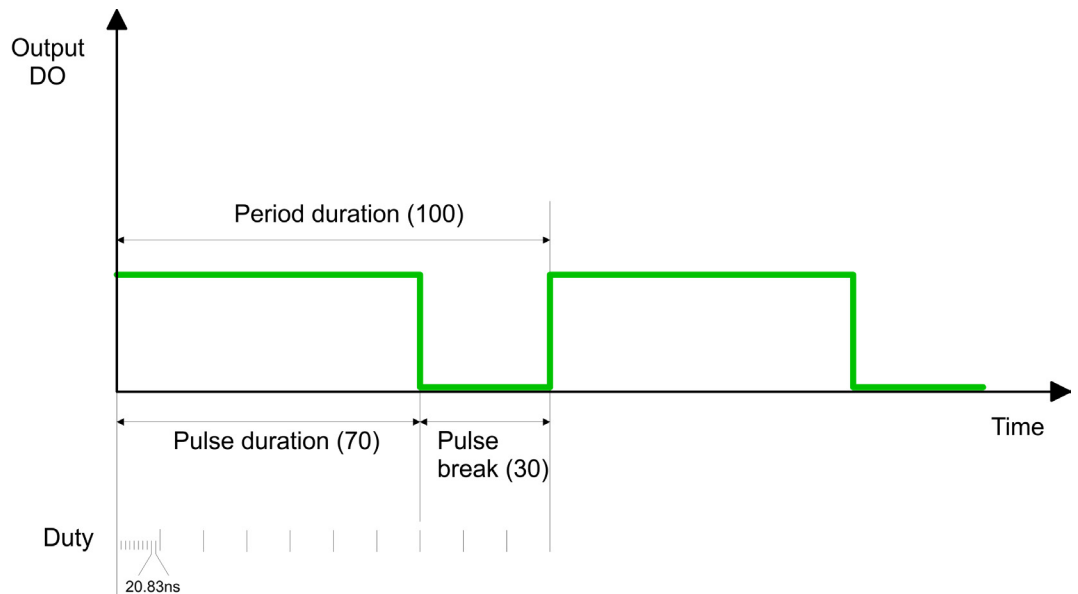 Output
DO
Period duration (100)
Time
Pulse duration (70)
Pulse
break (30)
Duty
20.83ns